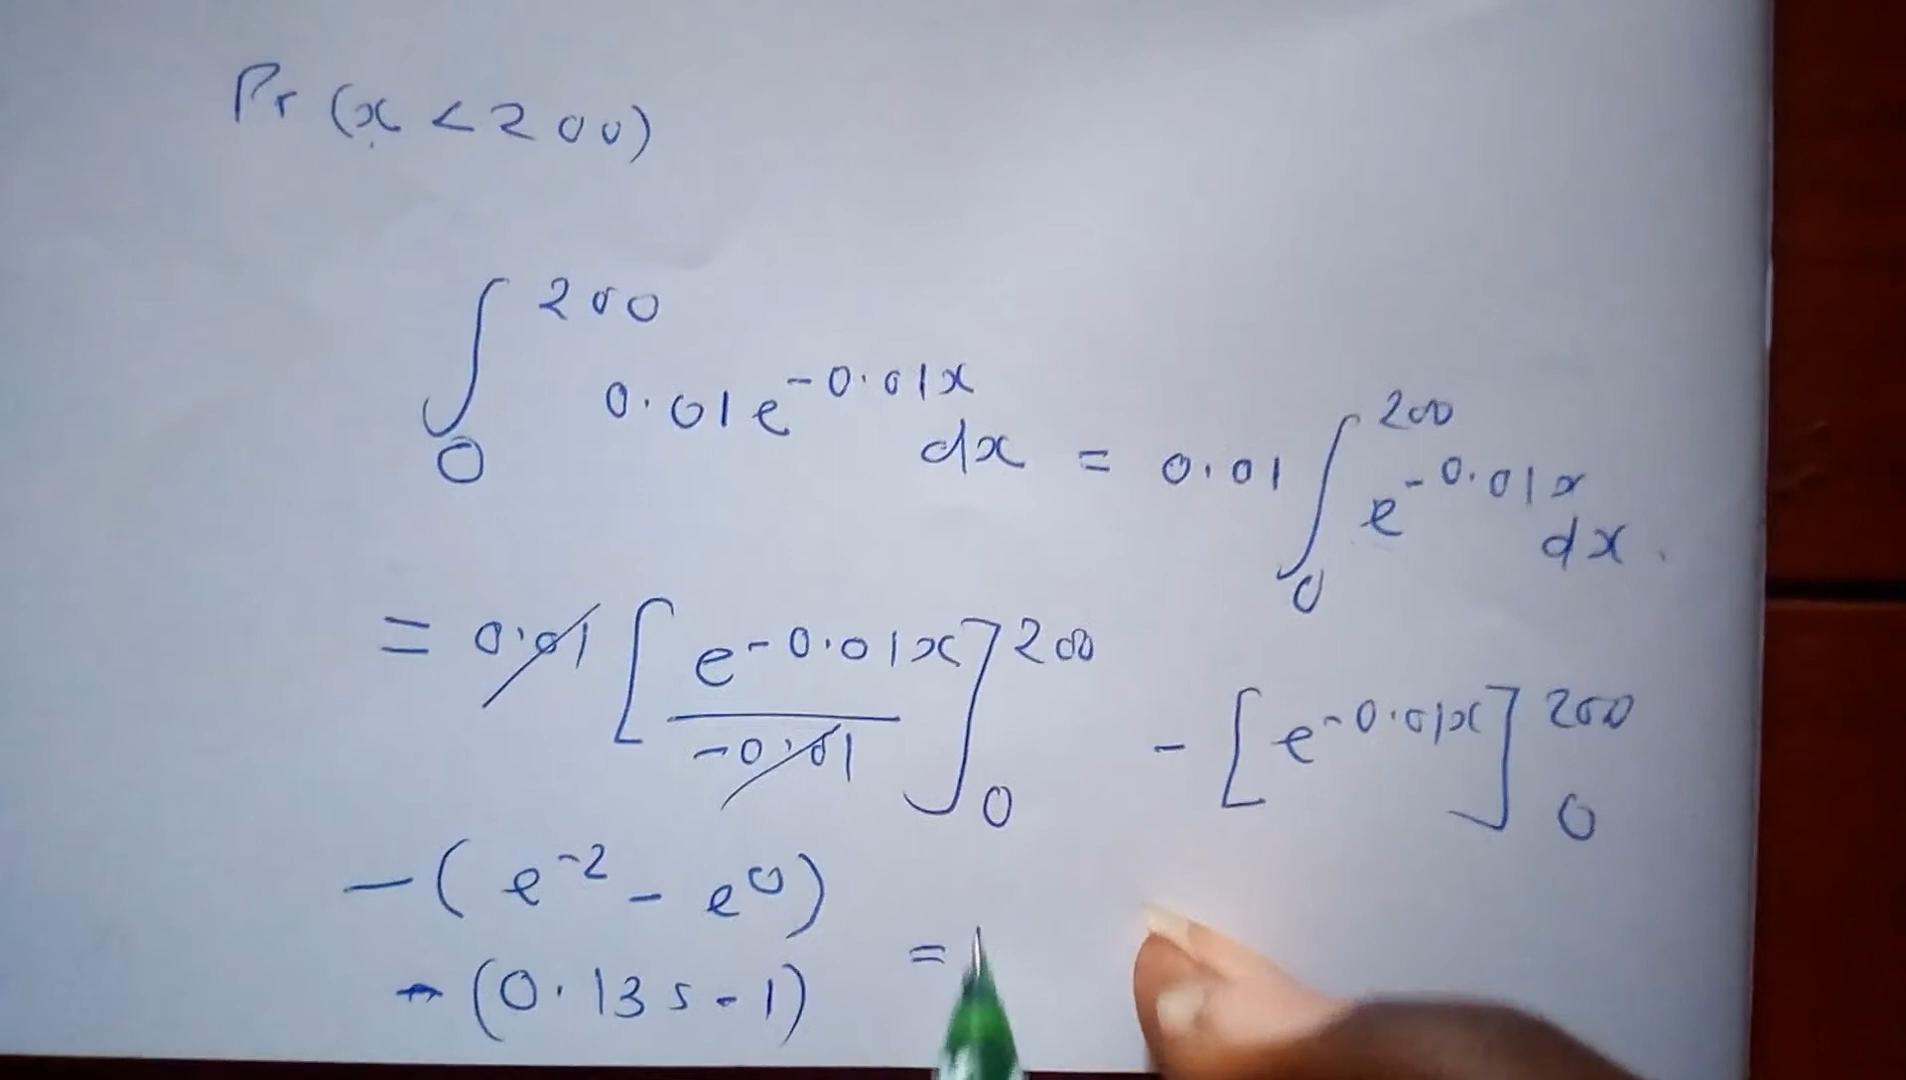 Pr (x < 200)
∫₀²⁰⁰ 0.01e^{-0.01x} dx = 0.01 ∫₀²⁰⁰ e^{-0.01x} dx.
= 0.01 [e^{-0.01x} / -0.01]₀²⁰⁰ - [e^{-0.01x}]₀²⁰⁰
-(e^{-2} - e^{0})
-(0.135-1) =